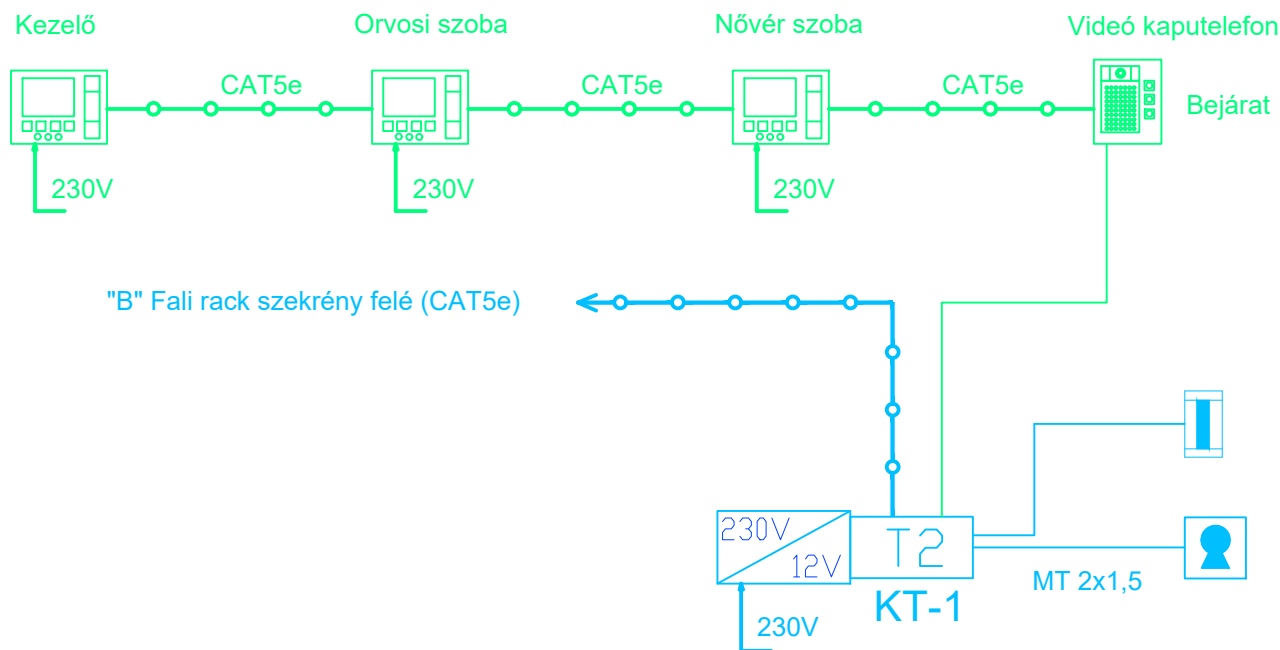 Kezelő
Orvosi szoba
Nővér szoba
Videó kaputelefon
CAT5e
CAT5e
CAT5e
Bejárat
230V
230V
230V
"B" Fali rack szekrény felé (CAT5e)
230V
12V
T2
MT 2x1,5
KT-1
230V